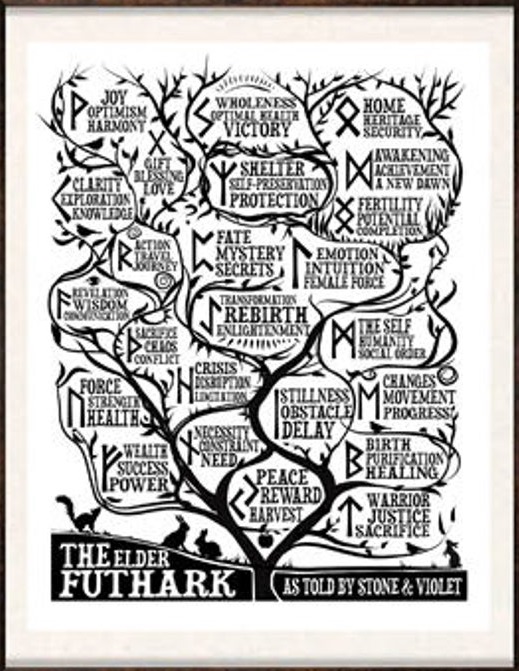 ᚹ
JOY
OPTIMISM
HARMONY
ᛊ
WHOLENESS
OPTIMAL HEALTH
VICTORY
ᛟ
HOME
HERITAGE
SECURITY
ᚷ
GIFT
BLESSING
LOVE
ᛉ
SHELTER
SELF-PRESERVATION
PROTECTION
ᛞ
AWAKENING
ACHIEVEMENT
A NEW DAWN
ᚲ
CLARITY
EXPLORATION
KNOWLEDGE
ᛝ
FERTILITY
POTENTIAL
COMPLETION
ᚱ
ACTION
TRAVEL
JOURNEY
ᛈ
FATE
MYSTERY
SECRETS
ᛚ
EMOTION
INTUITION
FEMALE FORCE
ᚨ
REVELATION
WISDOM
COMMUNICATION
ᛇ
TRANSFORMATION
REBIRTH
ENLIGHTENMENT
ᚦ
SACRIFICE
CHAOS
CONFLICT
ᛗ
THE SELF
HUMANITY
SOCIAL ORDER
ᚺ
CRISIS
DISRUPTION
LIMITATION
ᚢ
FORCE
STRENGTH
HEALTH
ᛁ
STILLNESS
OBSTACLE
DELAY
ᛖ
CHANGES
MOVEMENT
PROGRESS
ᚾ
NECESSITY
CONSTRAINT
NEED
ᚠ
WEALTH
SUCCESS
POWER
ᛒ
BIRTH
PURIFICATION
HEALING
ᛃ
PEACE
REWARD
HARVEST
ᛏ
WARRIOR
JUSTICE
SACRIFICE
THE ELDER
FUTHARK
AS TOLD BY STONE & VIOLET